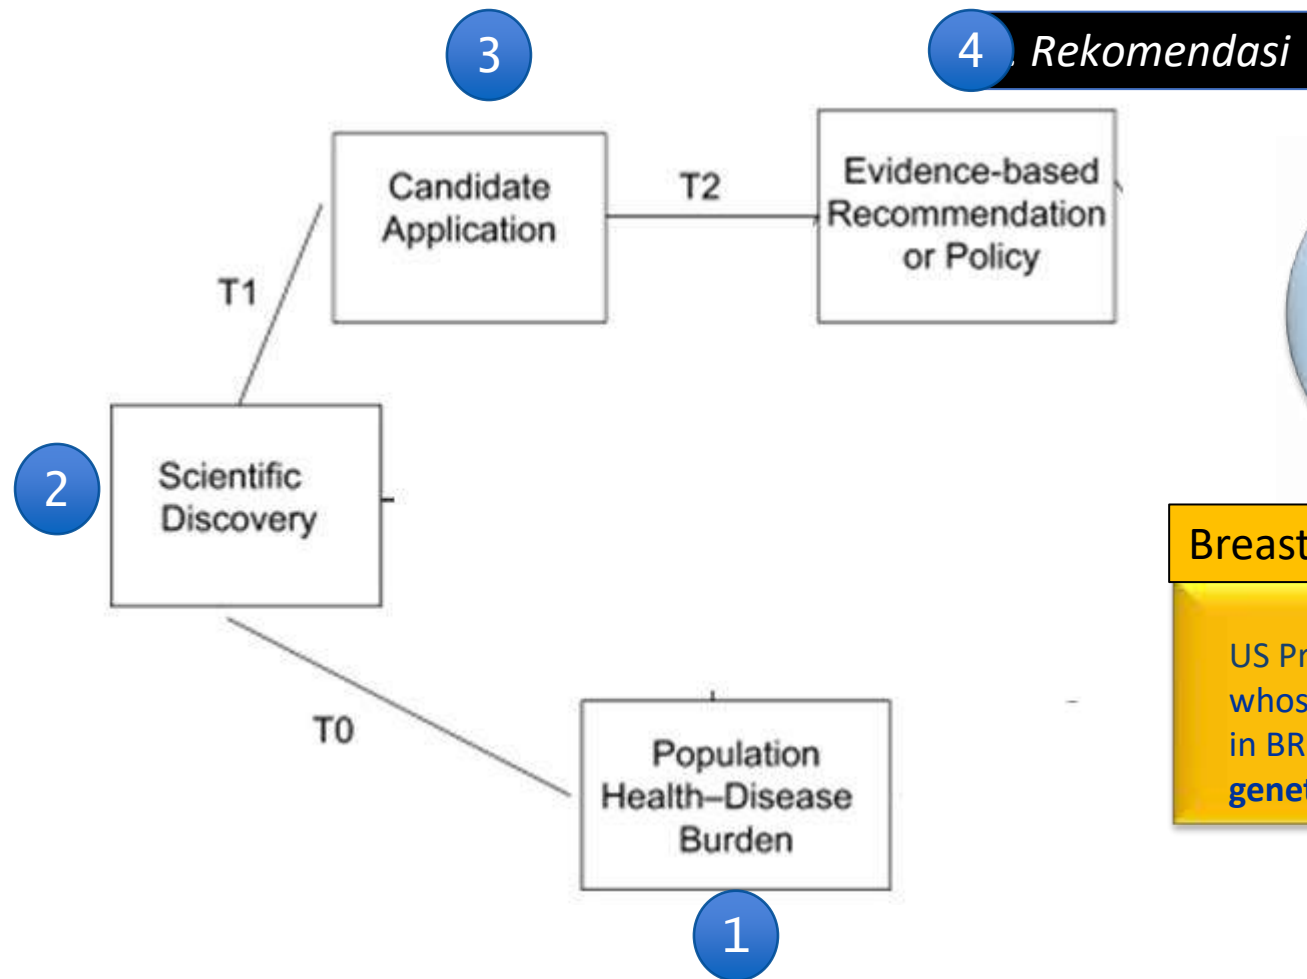 3
4
. Rekomendasi
Candidate
Application
T2
Evidence-based
Recommendation
or Policy
T1
2
Scientific
Discovery
Breast
T0
Population
Health–Disease
Burden
1
US Pr
whos
in BR
genet